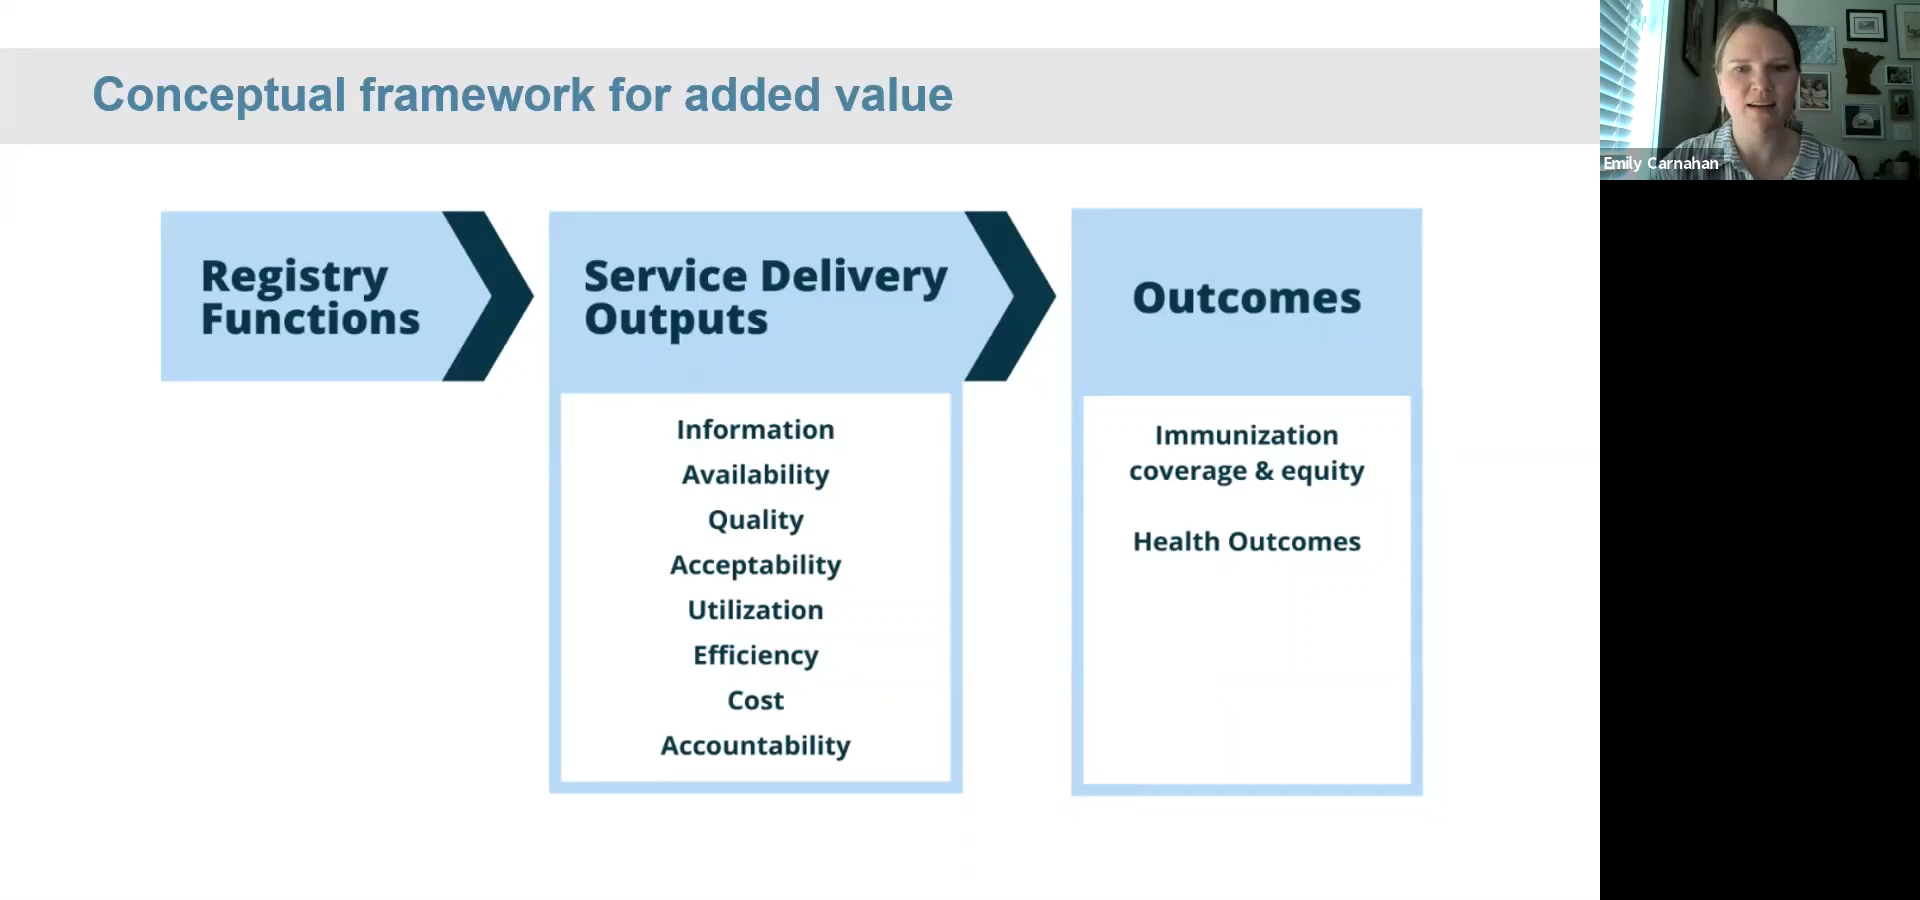 Conceptual framework for added value
Emily Carnahan
Registry
Functions
Service Delivery
Outputs
Outcomes
Information
Availability
Quality
Acceptability
Utilization
Efficiency
Cost
Accountability
Immunization
coverage & equity
Health Outcomes